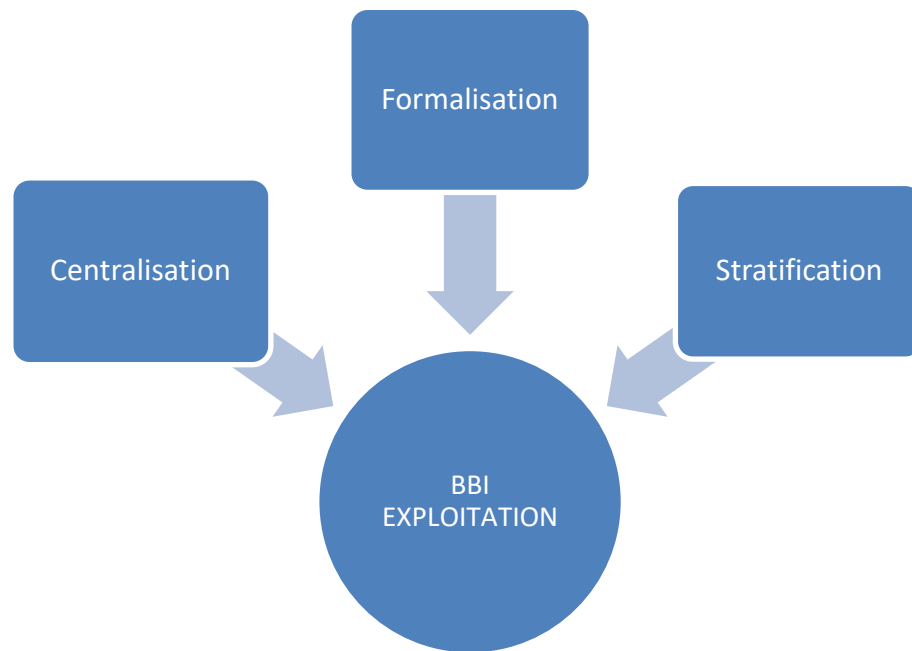 Formalisation
Centralisation
Stratification
BBI
EXPLOITATION